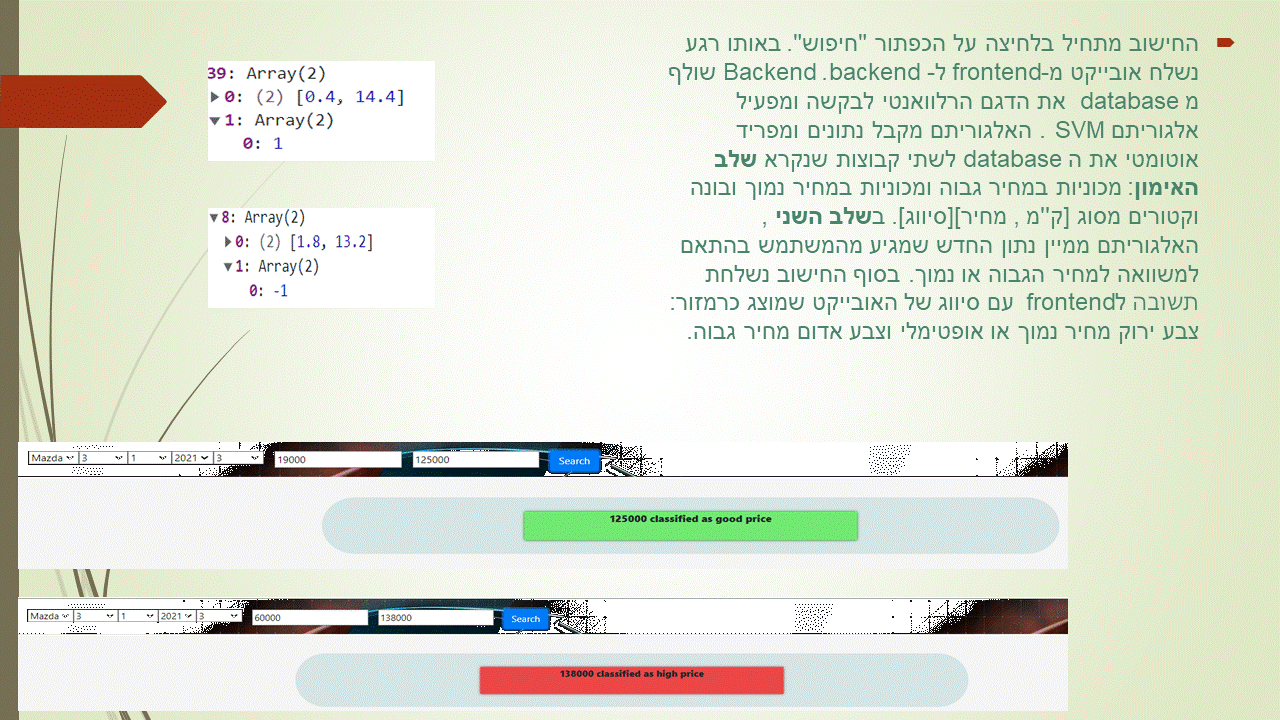 החישוב מתחיל בלחיצה על הכפתור "חיפוש". באותו רגע
נשלח אובייקט מ-frontend ל- backend. Backend שולף
מ database את הדגם הרלוואנטי לבקשה ומפעיל
אלגוריתם SVM . האלגוריתם מקבל נתונים ומפריד
אוטומטי את ה database לשתי קבוצות שנקרא שלב
האימון: מכוניות במחיר גבוה ומכוניות במחיר נמוך ובונה
וקטורים מסוג [ק''מ , מחיר][סיווג]. בשלב השני ,
האלגוריתם ממיין נתון החדש שמגיע מהמשתמש בהתאם
למשוואה למחיר הגבוה או נמוך. בסוף החישוב נשלחת
תשובה לfrontend עם סיווג של האובייקט שמוצג כרמזור:
צבע ירוק מחיר נמוך או אופטימלי וצבע אדום מחיר גבוה.
39: Array(2)
0: (2) [0.4, 14.4]
1: Array(2)
0: 1
8: Array(2)
0: (2) [1.8, 13.2]
1: Array(2)
0: -1
Mazda 3 1 2021 3 19000 125000 Search
125000 classified as good price
Mazda 3 1 2021 3 60000 138000 Search
138000 classified as high price